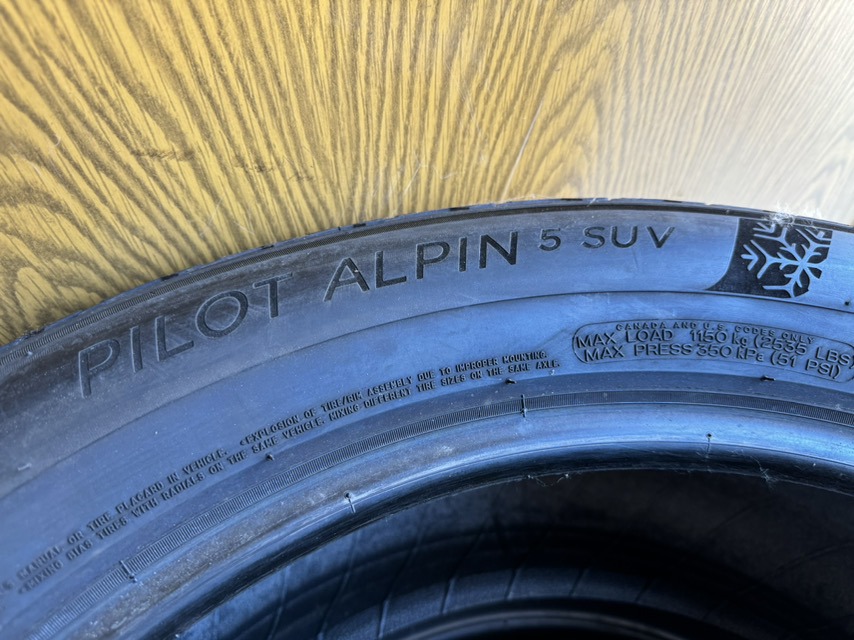 PILOT ALPIN 5 SUV
CANADA AND U.S. CODES ONLY
MAX LOAD 1150 kg (2535 LBS)
MAX PRESS 350 kPa (51 PSI)
MANUAL OR TIRE PLACARD IN VEHICLE. •EXPLOSION OF TIRE/RIM ASSEMBLY DUE TO IMPROPER MOUNTING.
•MIXING BIAS TIRES WITH RADIALS ON THE SAME VEHICLE. MIXING DIFFERENT TIRE SIZES ON THE SAME AXLE.